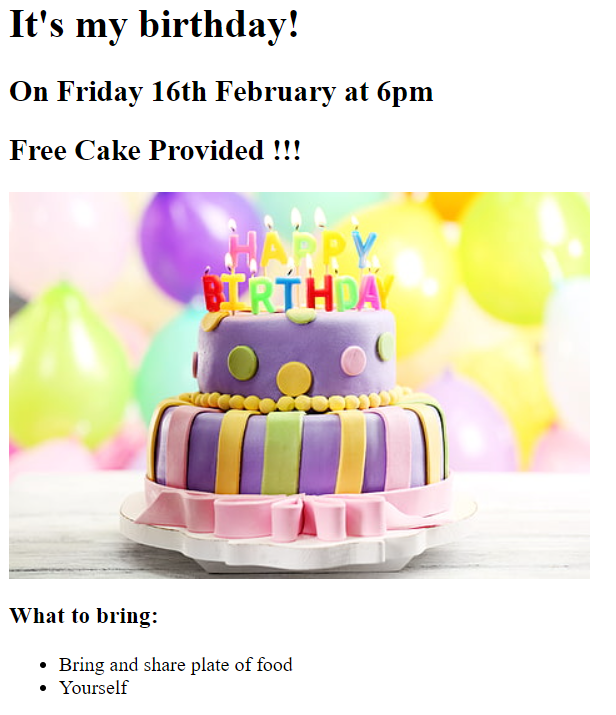 It's my birthday!
On Friday 16th February at 6pm
Free Cake Provided !!!
HAPPY
BIRTHDAY
What to bring:
Bring and share plate of food
Yourself